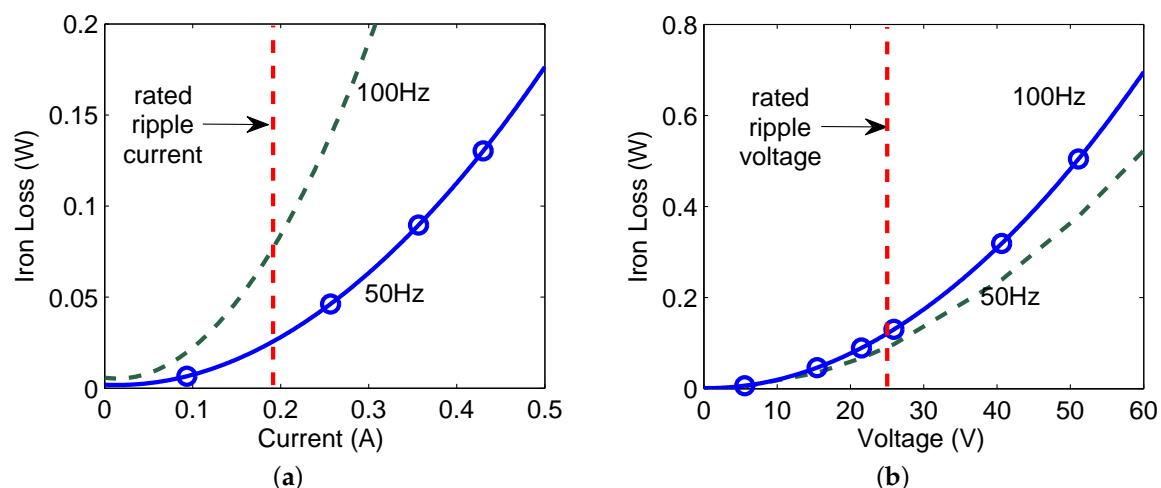 0.2
0.15
0.1
0.05
0
Iron Loss (W)
rated
ripple
current
100Hz
50Hz
0 0.1 0.2 0.3 0.4 0.5
Current (A)
(a)
0.8
0.6
0.4
0.2
0
Iron Loss (W)
rated
ripple
voltage
100Hz
50Hz
0 10 20 30 40 50 60
Voltage (V)
(b)